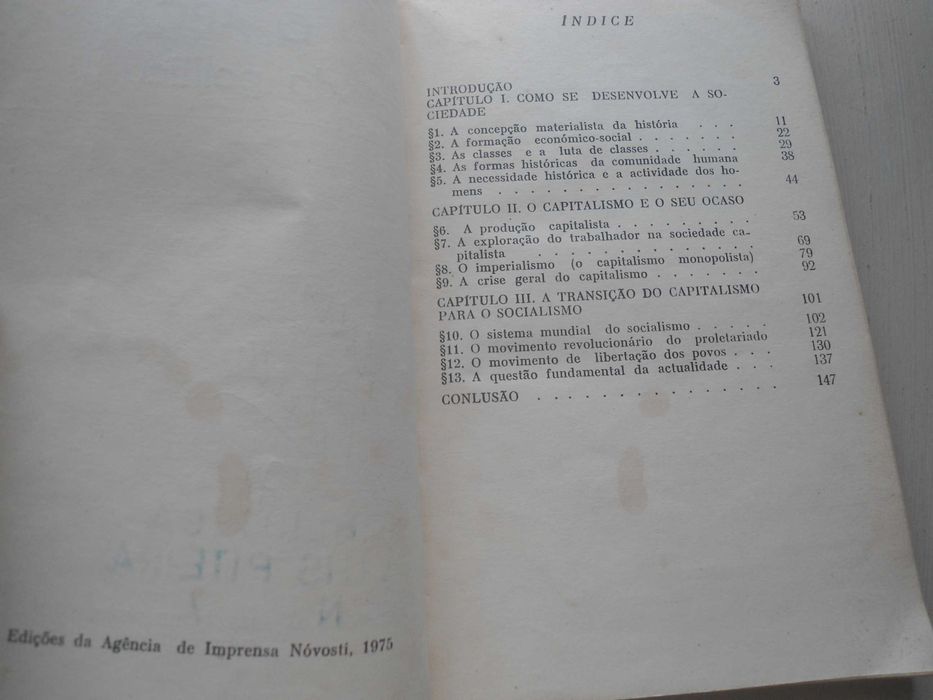 Edições da Agência de Imprensa Nóvosti, 1975
ÍNDICE
INTRODUÇÃO 3
CAPÍTULO I. COMO SE DESENVOLVE A SO-
CIEDADE
§1. A concepção materialista da história . . . 11
§2. A formação económico-social . . . . . . . 22
§3. As classes e a luta de classes . . . . . . 29
§4. As formas históricas da comunidade humana 38
§5. A necessidade histórica e a actividade dos ho-
mens . . . . . . . . . . . . . . . . 44
CAPÍTULO II. O CAPITALISMO E O SEU OCASO
§6. A produção capitalista . . . . . . . . . 53
§7. A exploração do trabalhador na sociedade ca-
pitalista . . . . . . . . . . . . . . 69
§8. O imperialismo (o capitalismo monopolista) 79
§9. A crise geral do capitalismo . . . . . . . 92
CAPÍTULO III. A TRANSIÇÃO DO CAPITALISMO
PARA O SOCIALISMO 101
§10. O sistema mundial do socialismo . . . . . 102
§11. O movimento revolucionário do proletariado 121
§12. O movimento de libertação dos povos . . . 130
§13. A questão fundamental da actualidade . . . 137
CONLUSÃO . . . . . . . . . . . . . . . 147